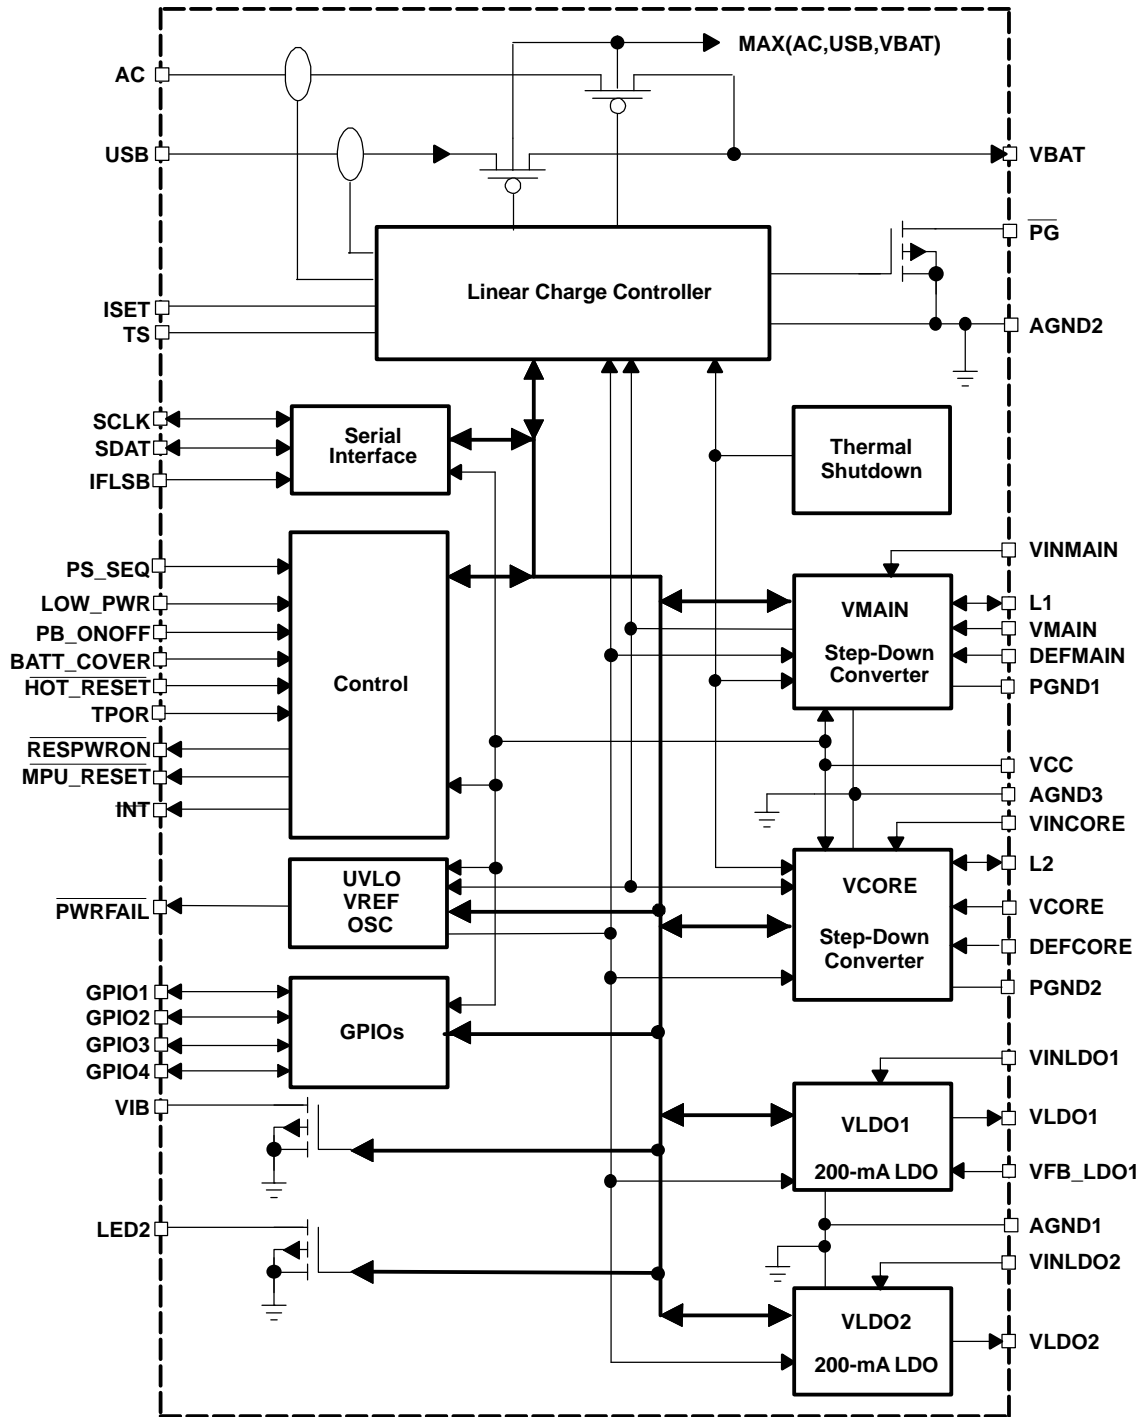 MAX(AC,USB,VBAT)
AC
USB
VBAT
PG
Linear Charge Controller
ISET
TS
AGND2
SCLK
SDAT
IFLSB
Serial
Interface
Thermal
Shutdown
PS_SEQ
LOW_PWR
PB_ONOFF
BATT_COVER
HOT_RESET
TPOR
RESPWRON
MPU_RESET
INT
Control
VINMAIN
L1
VMAIN
DEFMAIN
PGND1
VMAIN
Step-Down
Converter
VCC
AGND3
VINCORE
L2
VCORE
DEFCORE
PGND2
VCORE
Step-Down
Converter
PWRFAIL
UVLO
VREF
OSC
GPIO1
GPIO2
GPIO3
GPIO4
GPIOs
VIB
LED2
VINLDO1
VLDO1
VFB_LDO1
VLDO1
200-mA LDO
AGND1
VINLDO2
VLDO2
VLDO2
200-mA LDO